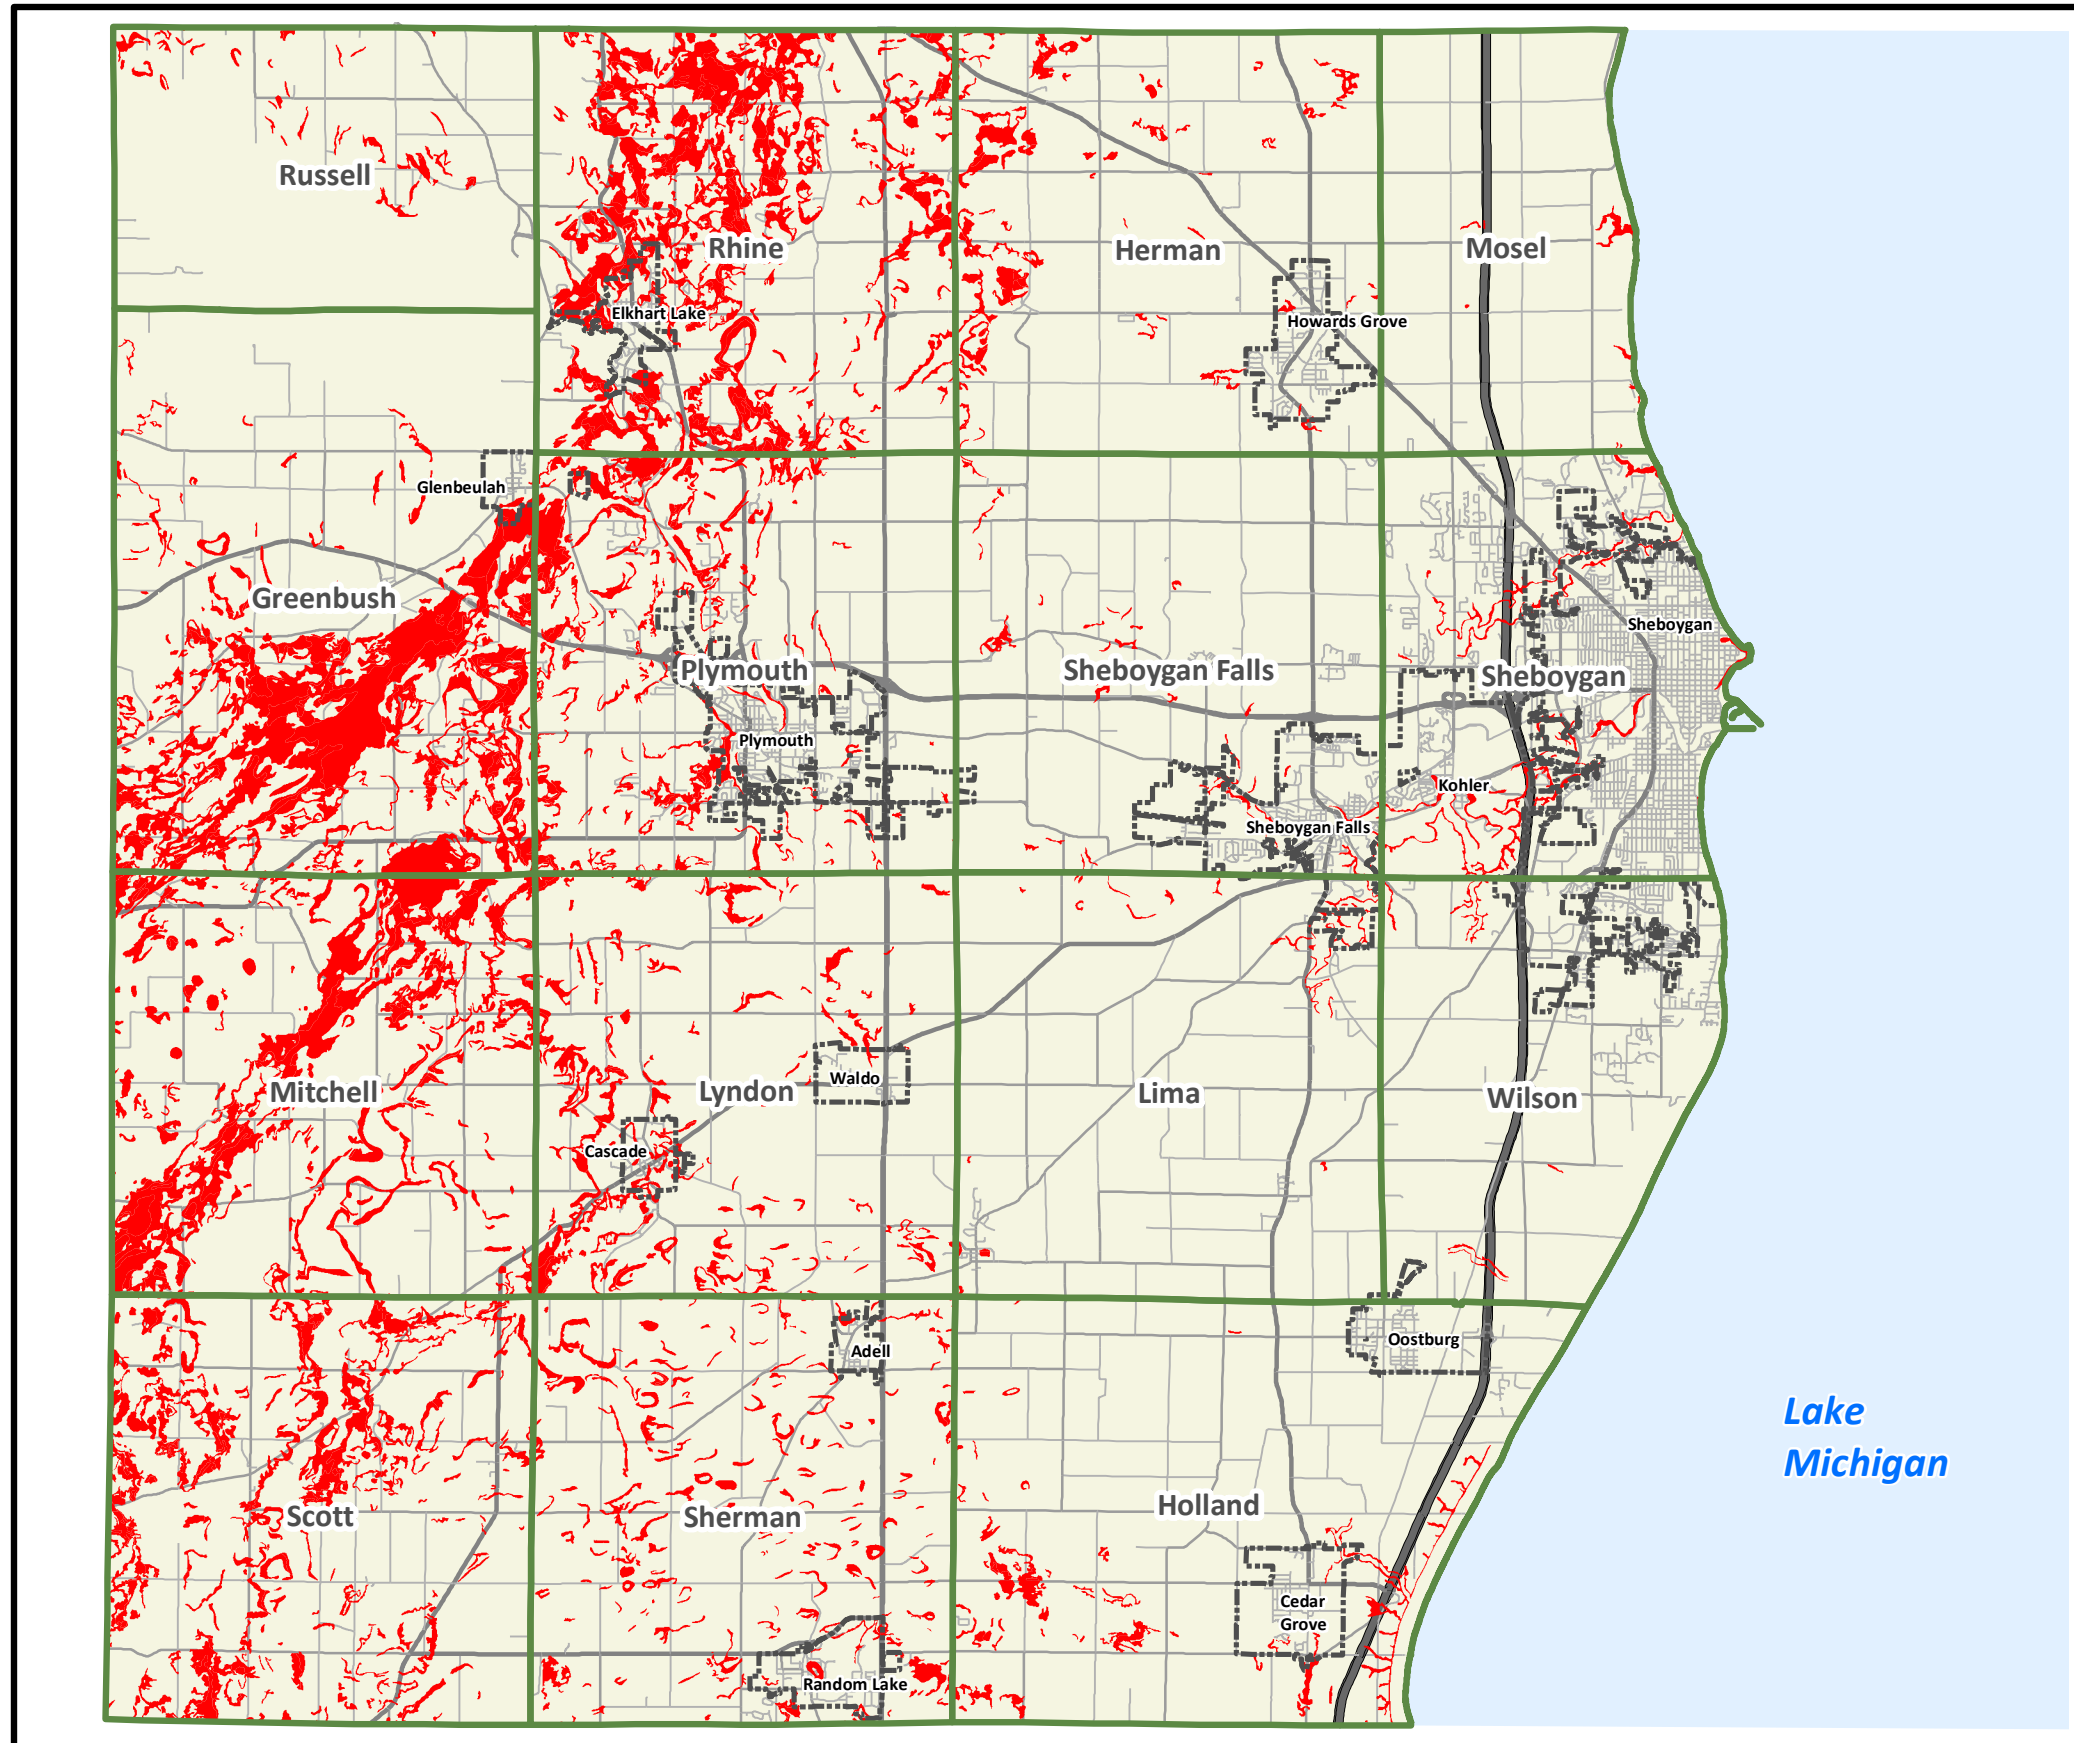 Russell
Rhine
Herman
Mosel
Elkhart Lake
Howards Grove
Glenbeulah
Greenbush
Sheboygan
Plymouth
Sheboygan Falls
Sheboygan
Plymouth
Kohler
Sheboygan Falls
Waldo
Mitchell
Lyndon
Lima
Wilson
Cascade
Oostburg
Adell
Lake
Michigan
Scott
Sherman
Holland
Cedar
Grove
Random Lake